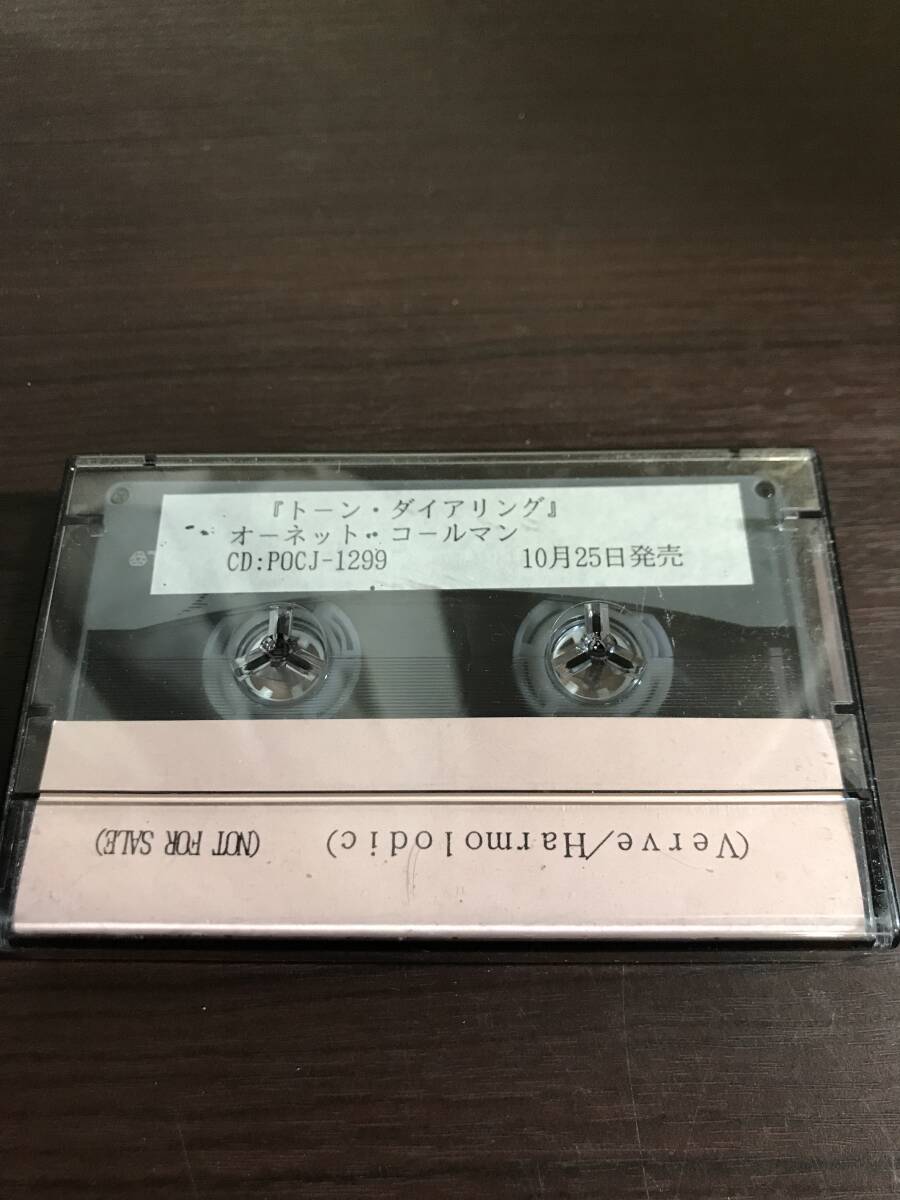 『トーン・ダイアリング』
オーネット・コールマン
CD:POCJ-1299 10月25日発売
(Verve/Harmolodic) (NOT FOR SALE)